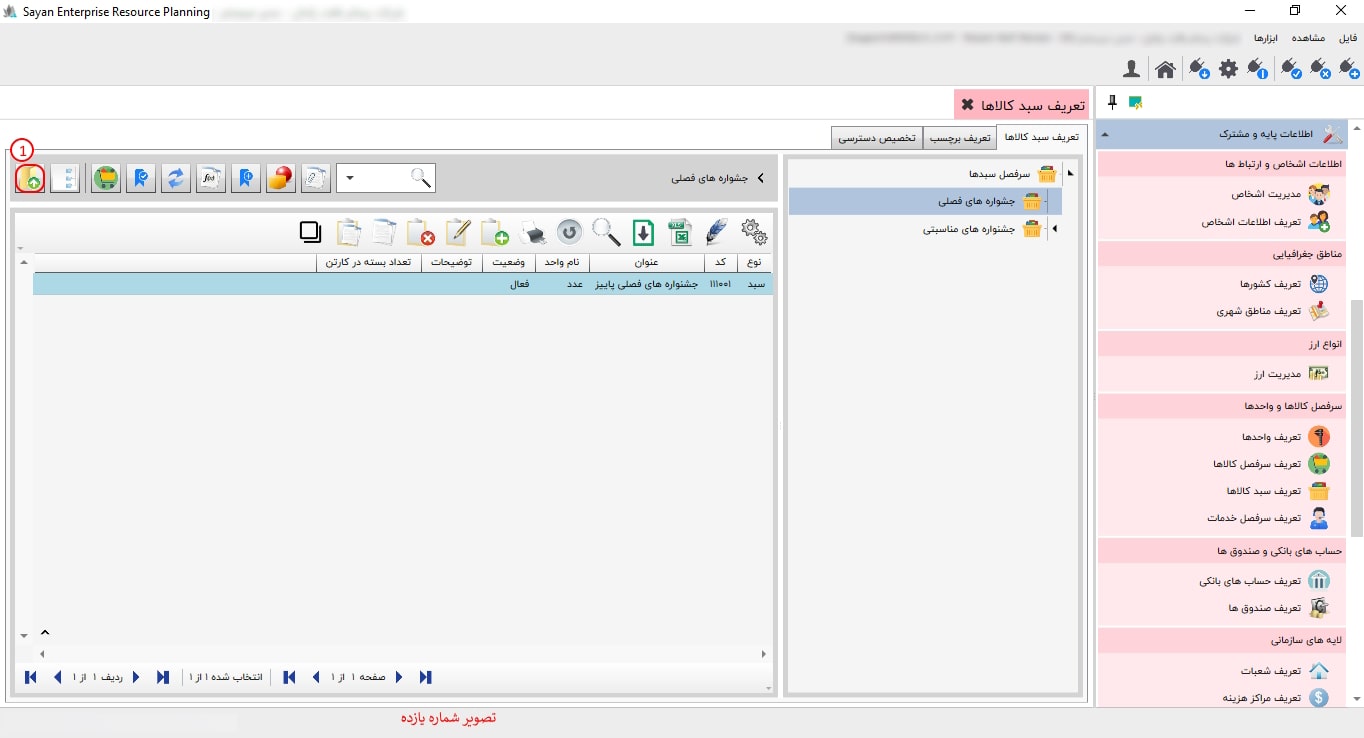 Sayan Enterprise Resource Planning
فایل
مشاهده
ابزارها
اطلاعات پایه و مشترک
اطلاعات اشخاص و ارتباط ها
مدیریت اشخاص
تعریف اطلاعات اشخاص
مناطق جغرافیایی
تعریف کشورها
تعریف مناطق شهری
انواع ارز
مدیریت ارز
سرفصل کالاها و واحدها
تعریف واحدها
تعریف سرفصل کالاها
تعریف سبد کالاها
تعریف سرفصل خدمات
حساب های بانکی و صندوق ها
تعریف حساب های بانکی
تعریف صندوق ها
لایه های سازمانی
تعریف شعبات
تعریف مراکز هزینه
تعریف سبد کالاها
تعریف سبد کالاها
تعریف برچسب
تخصیص دسترسی
سرفصل سبدها
جشواره های فصلی
جشنواره های مناسبتی
جشواره های فصلی
1
نوع
کد
عنوان
نام واحد
وضعیت
توضیحات
تعداد بسته در کارتن
سبد
۱۱۱۰۰۱
جشنواره های فصلی پاییز
عدد
فعال
صفحه ۱ از ۱
انتخاب شده ۱ از ۱
ردیف ۱ از ۱
تصویر شماره یازده